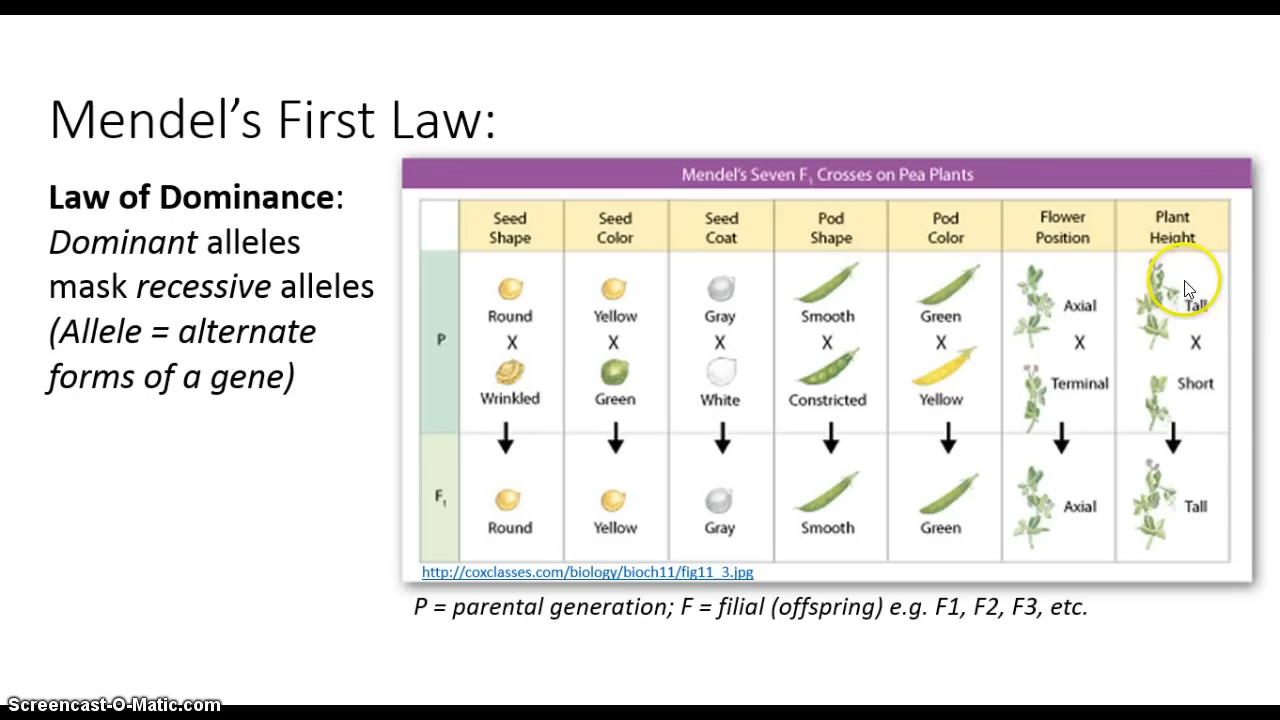 Mendel's First Law:
Law of Dominance:
Dominant alleles
mask recessive alleles
(Allele = alternate
forms of a gene)
Mendel's Seven F1 Crosses on Pea Plants
Seed Shape Seed Color Seed Coat Pod Shape Pod Color Flower Position Plant Height
P
Round Yellow Gray Smooth Green Axial Tall
X X X X X X X
Wrinkled Green White Constricted Yellow Terminal Short
F1
Round Yellow Gray Smooth Green Axial Tall
http://coxclasses.com/biology/bioch11/fig11_3.jpg
P = parental generation; F = filial (offspring) e.g. F1, F2, F3, etc.
Screencast-O-Matic.com